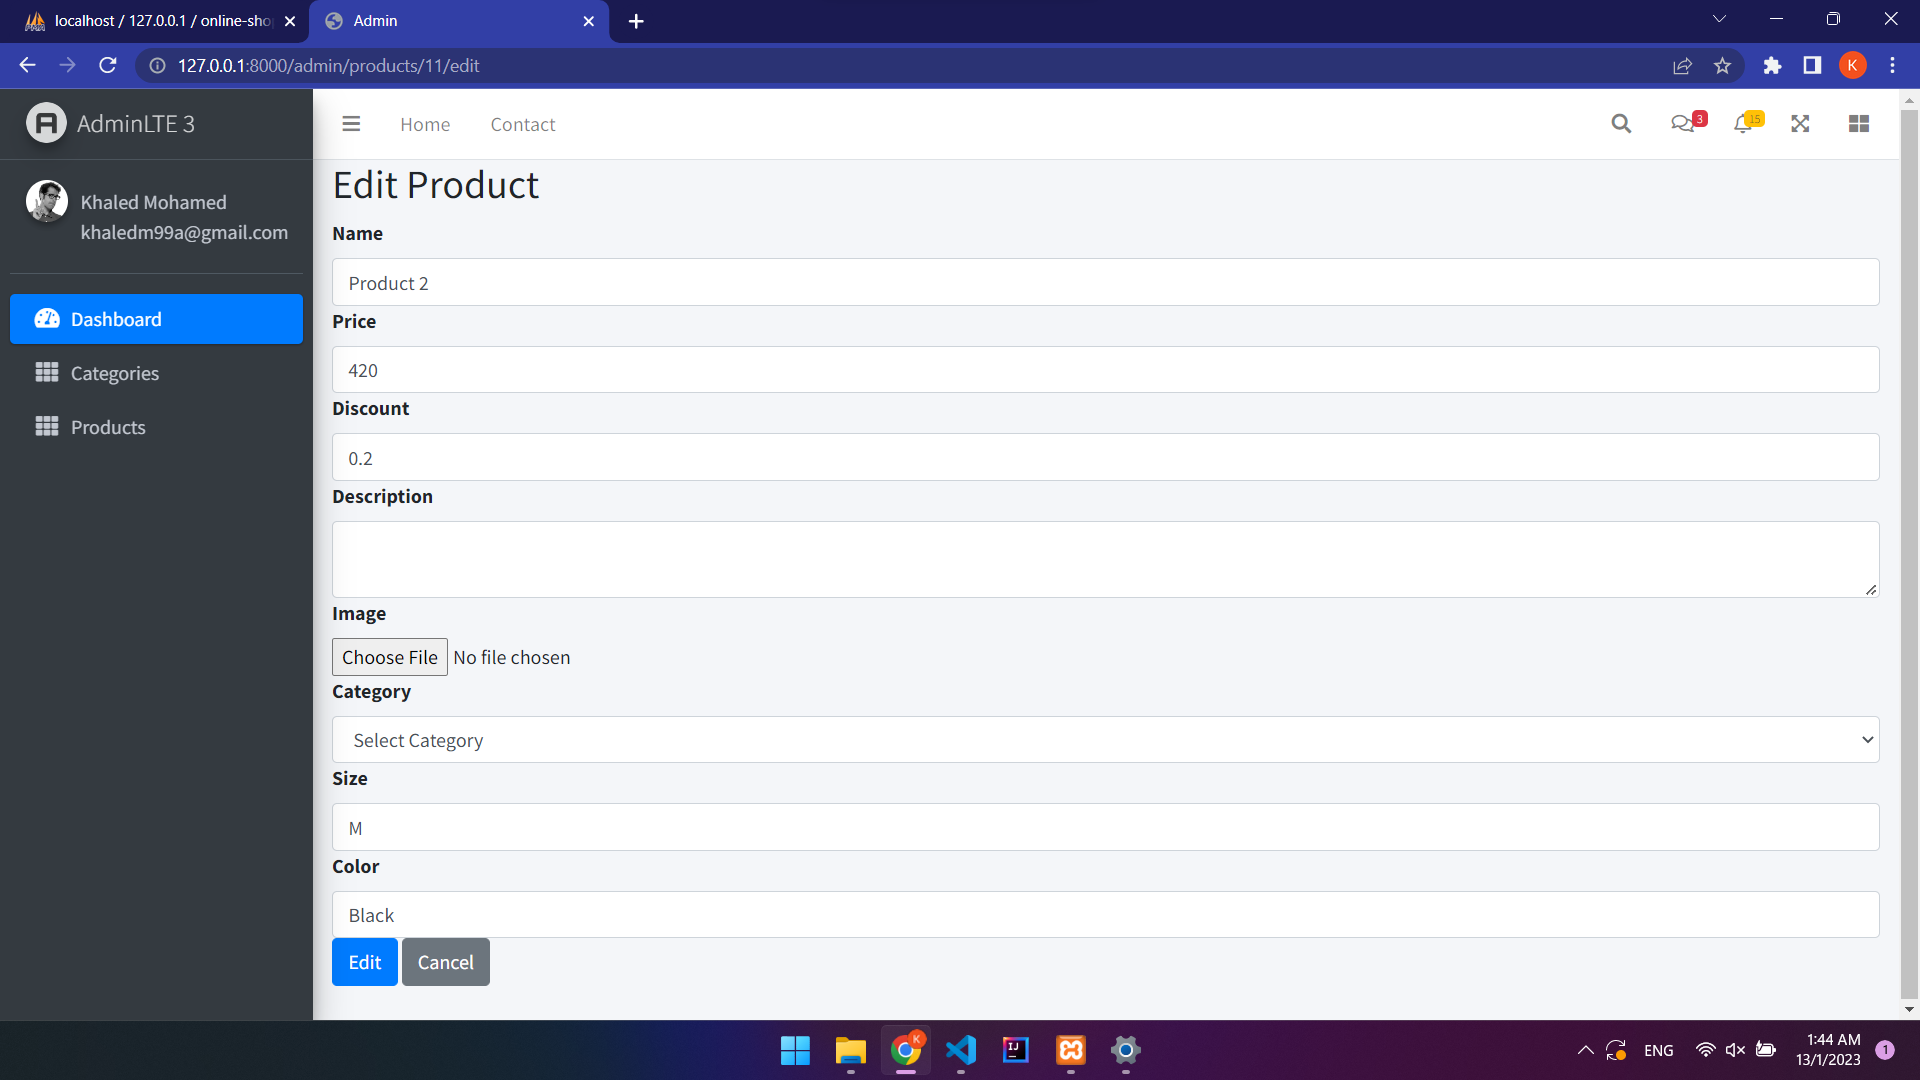 localhost / 127.0.0.1 / online-sho
Admin
127.0.0.1:8000/admin/products/11/edit
K
AdminLTE 3
Home
Contact
3
15
Khaled Mohamed
khaledm99a@gmail.com
Dashboard
Categories
Products
Edit Product
Name
Product 2
Price
420
Discount
0.2
Description
Image
Choose File No file chosen
Category
Select Category
Size
M
Color
Black
Edit
Cancel
K
IJ
ENG
1:44 AM
13/1/2023
1